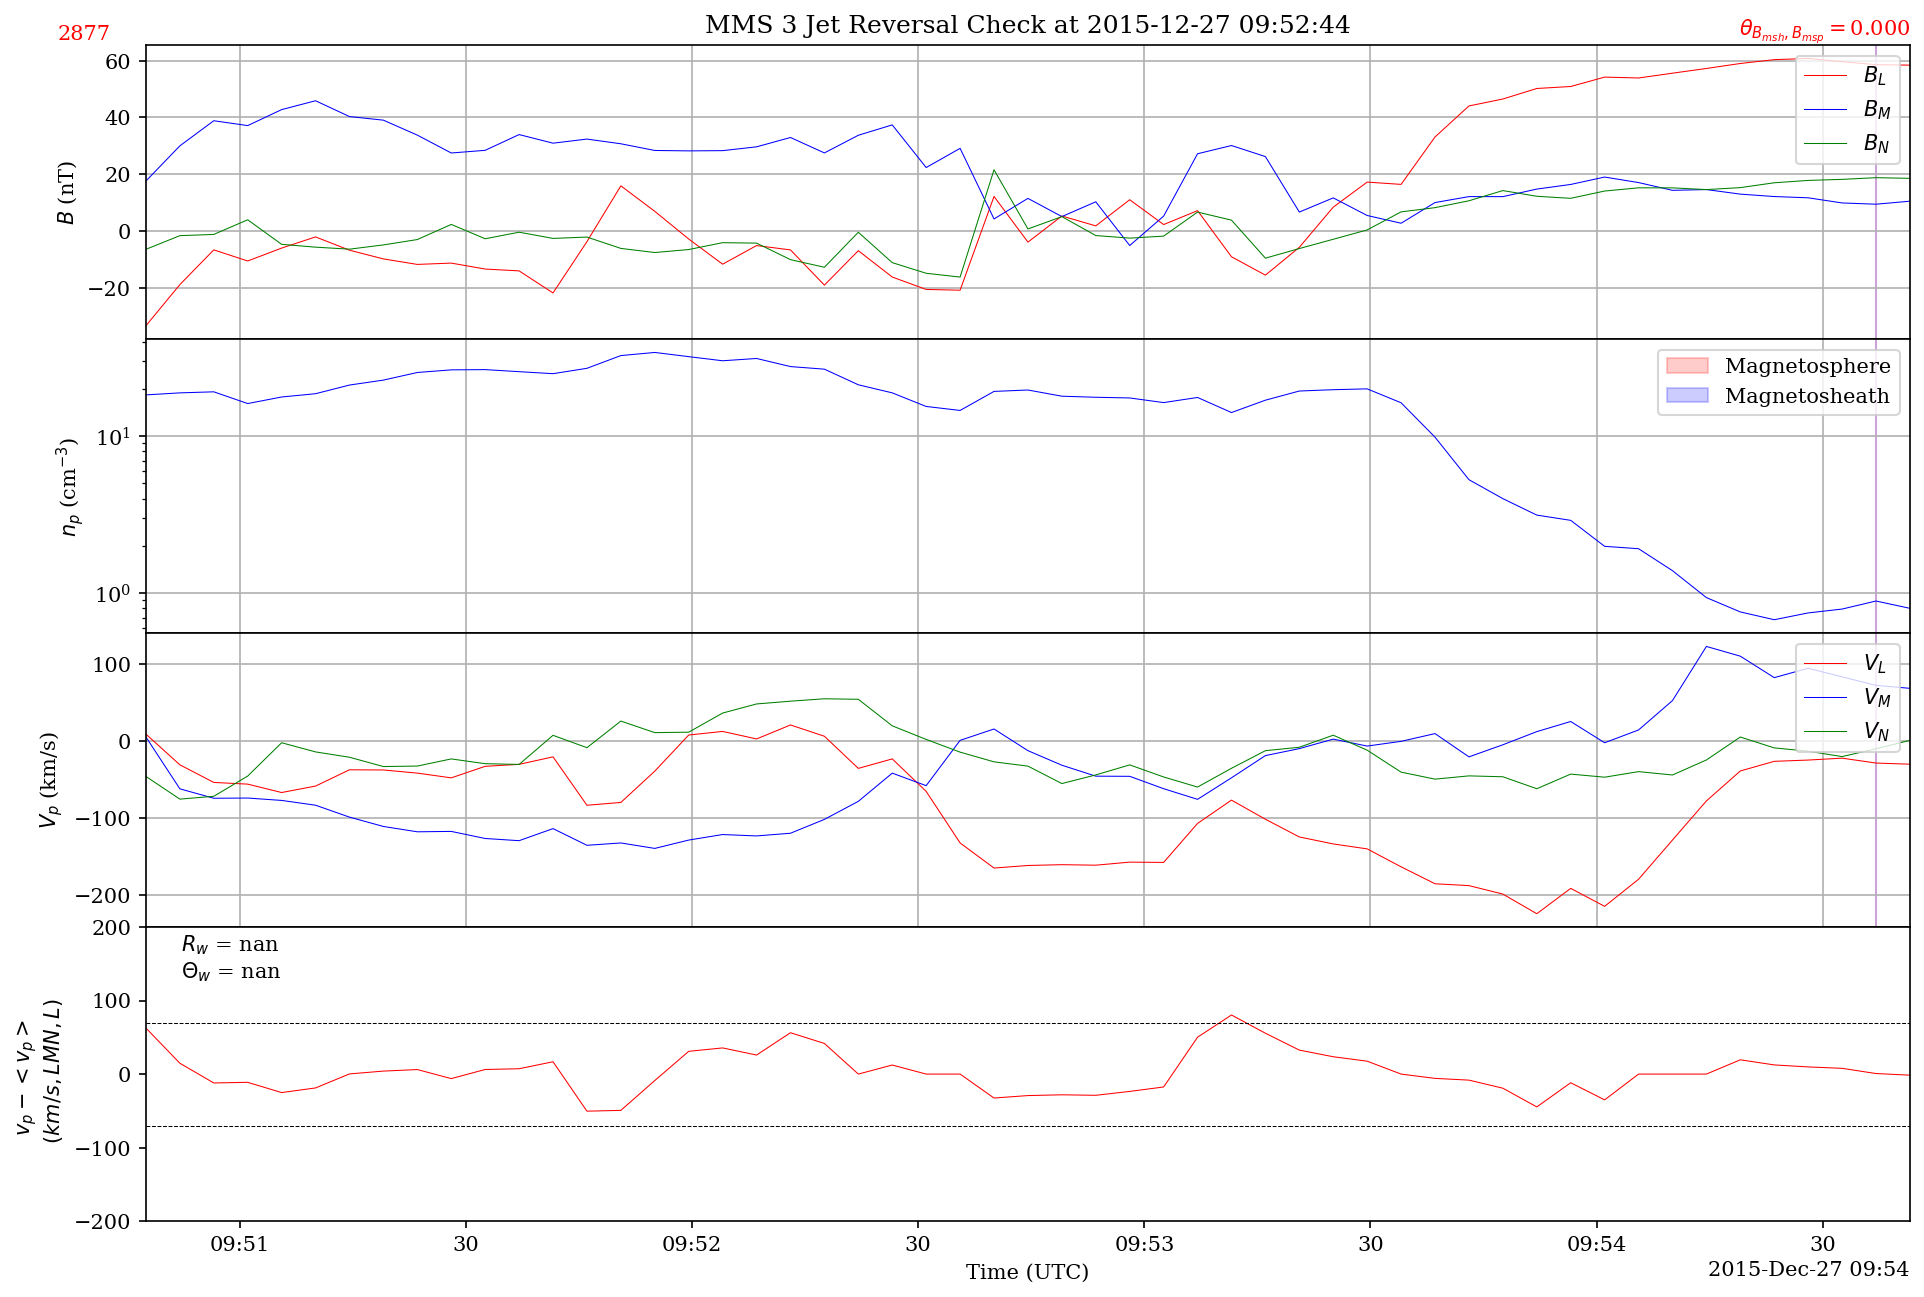 2877
MMS 3 Jet Reversal Check at 2015-12-27 09:52:44
θ_{B_{msh}, B_{msp}} = 0.000
60
40
20
0
−20
B (nT)
B_L
B_M
B_N
10^1
10^0
n_p (cm^{−3})
Magnetosphere
Magnetosheath
100
0
−100
−200
V_p (km/s)
V_L
V_M
V_N
200
100
0
−100
−200
v_p − < v_p >
(km/s, LMN, L)
R_w = nan
Θ_w = nan
09:51 30 09:52 30 09:53 30 09:54 30
Time (UTC)
2015-Dec-27 09:54